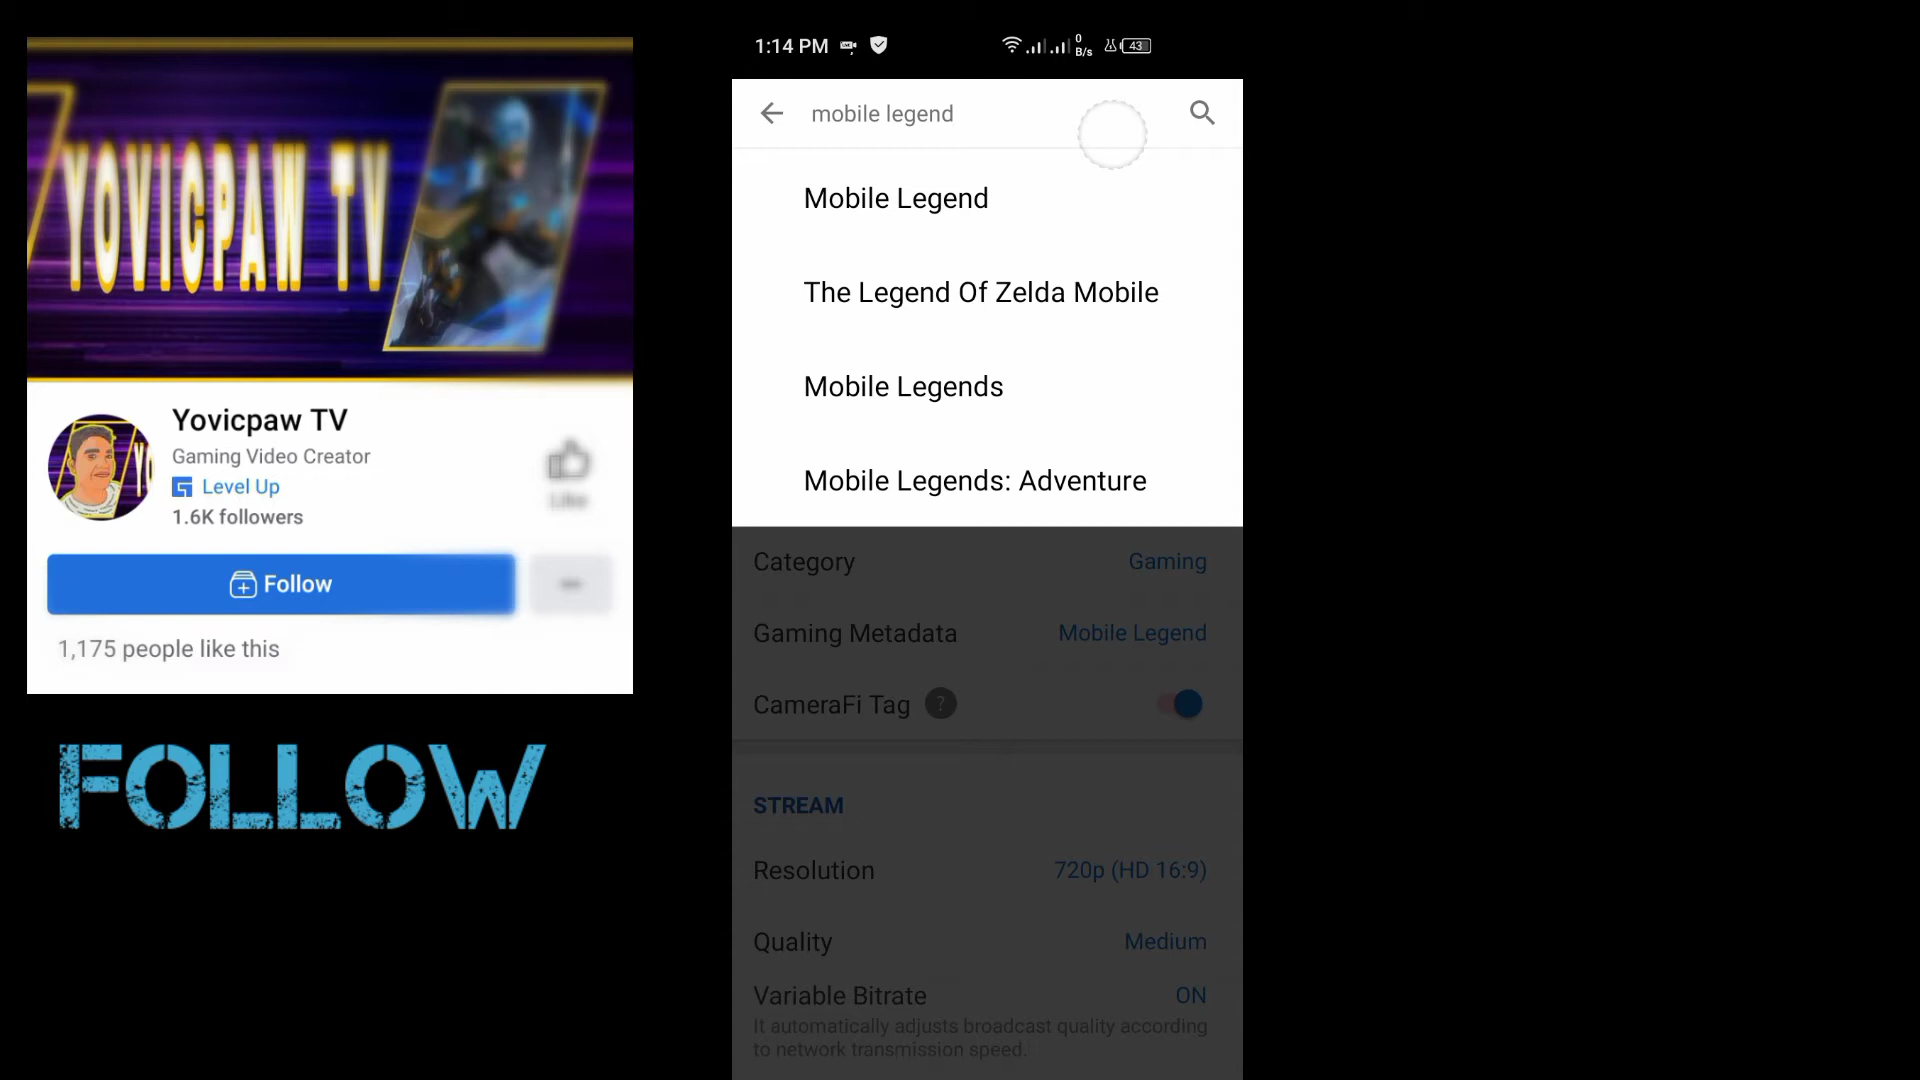 YOVICPAW TV
Yovicpaw TV
Gaming Video Creator
Level Up
1.6K followers
Like
Follow
1,175 people like this
FOLLOW
1:14 PM
0
B/s
43
mobile legend
Mobile Legend
The Legend Of Zelda Mobile
Mobile Legends
Mobile Legends: Adventure
Category Gaming
Gaming Metadata Mobile Legend
CameraFi Tag ?
STREAM
Resolution 720p (HD 16:9)
Quality Medium
Variable Bitrate ON
It automatically adjusts broadcast quality according
to network transmission speed.